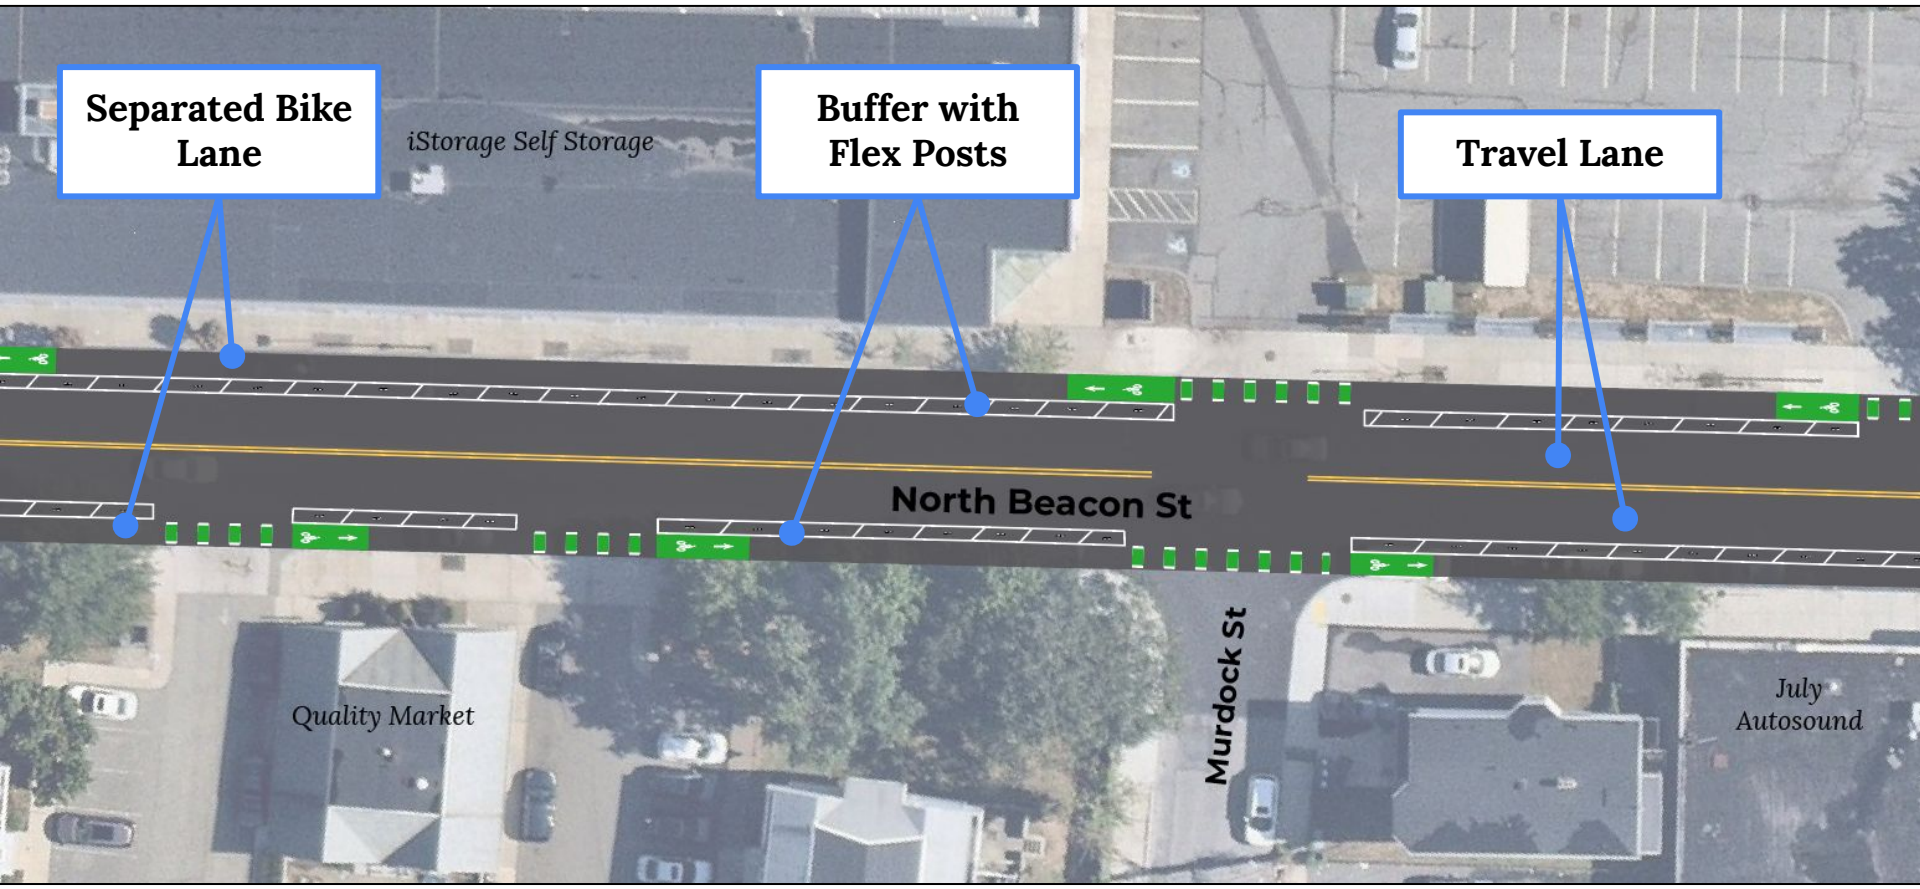 Separated Bike
Lane
iStorage Self Storage
Buffer with
Flex Posts
Travel Lane
North Beacon St
Murdock St
Quality Market
July
Autosound